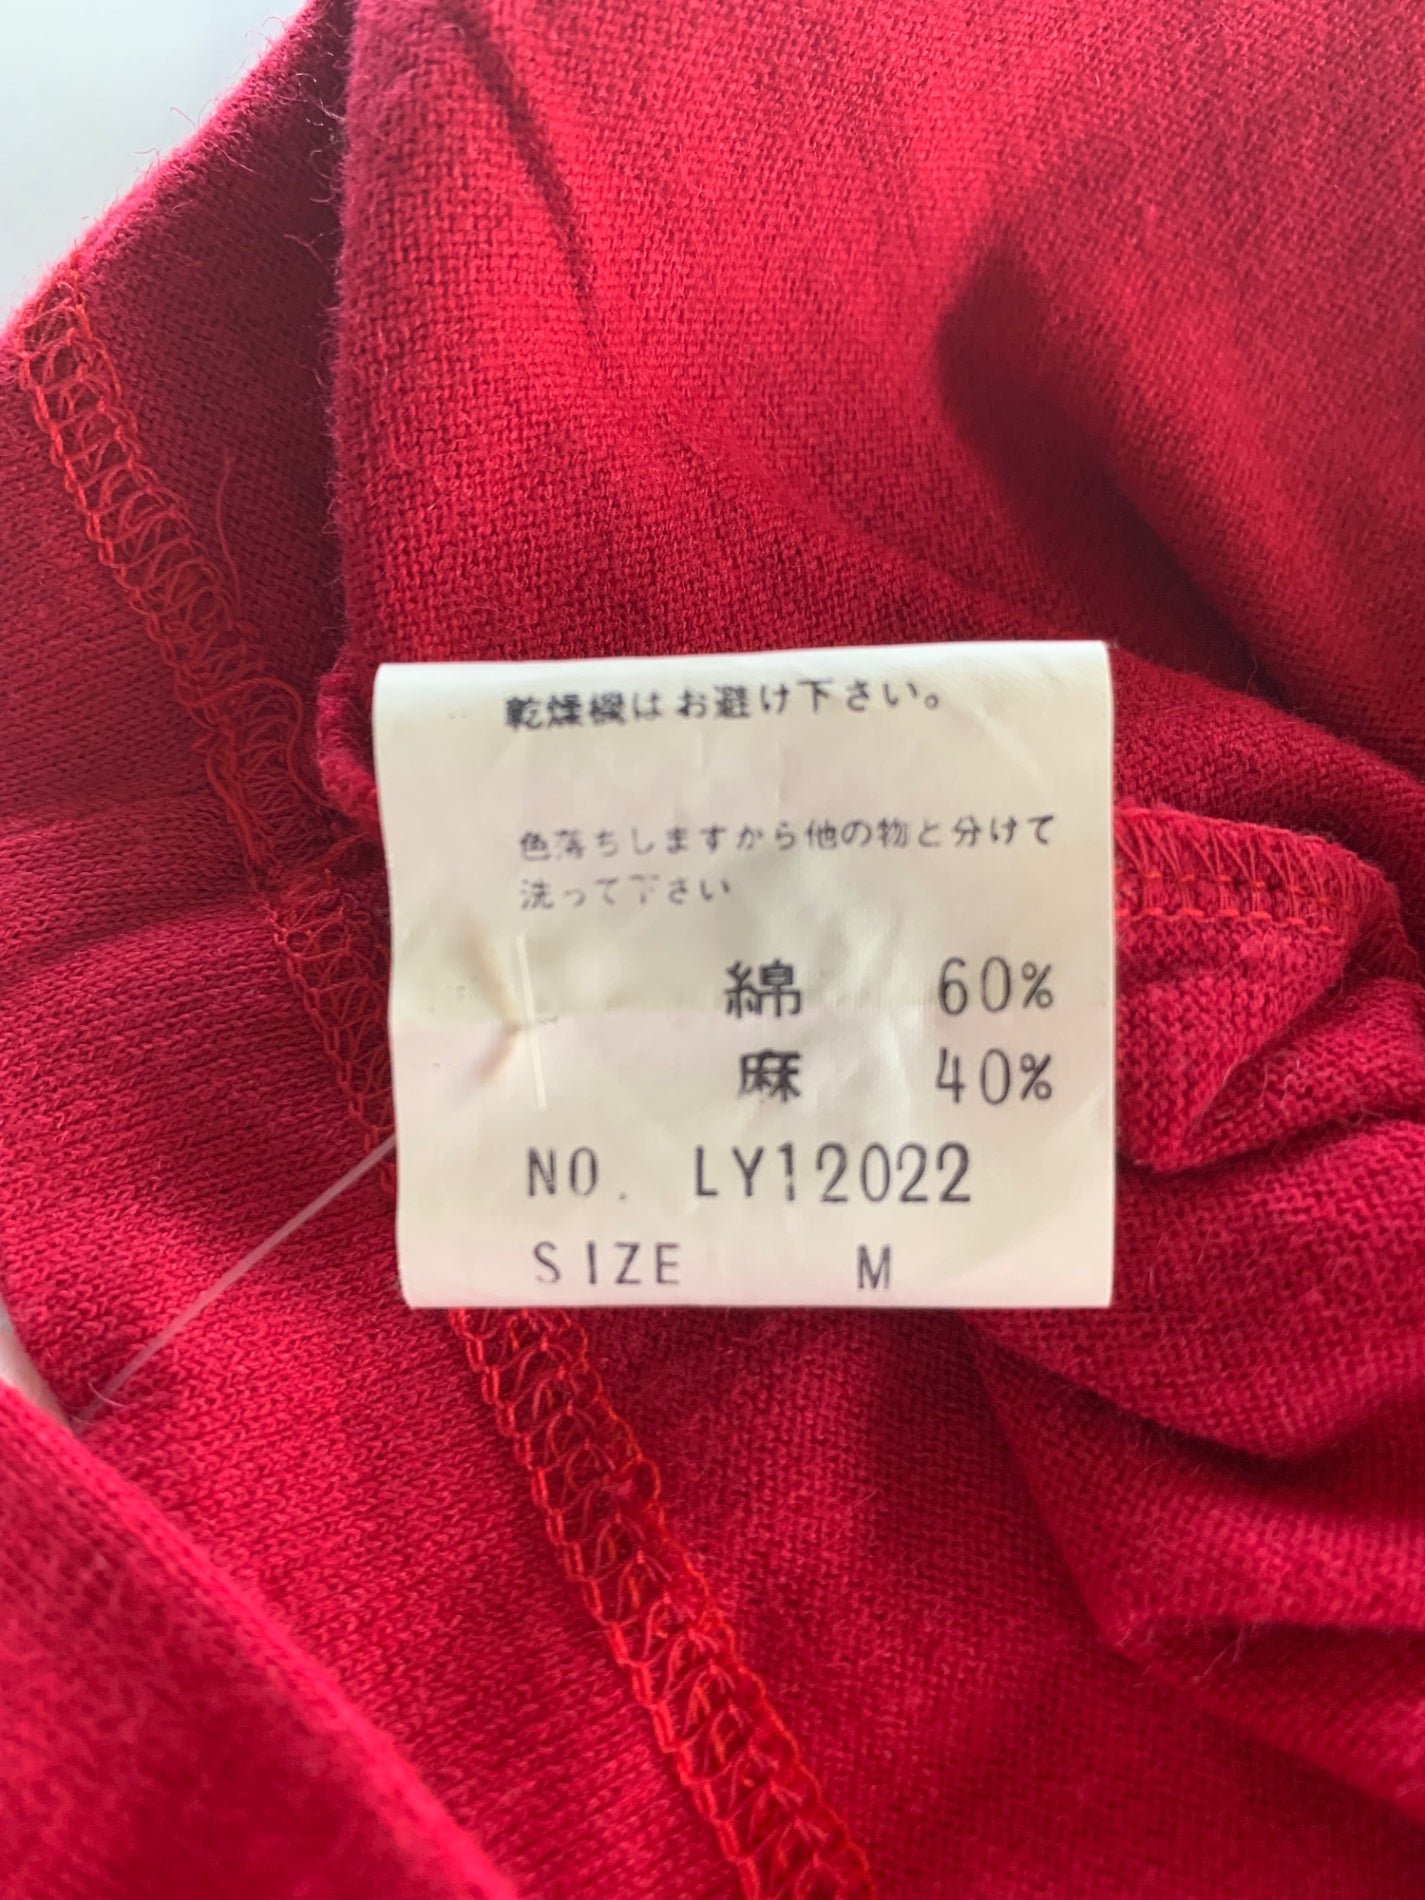 乾燥機はお避け下さい。
色落ちしますから他の物と分けて
洗って下さい
綿 60%
麻 40%
NO. LY12022
SIZE M